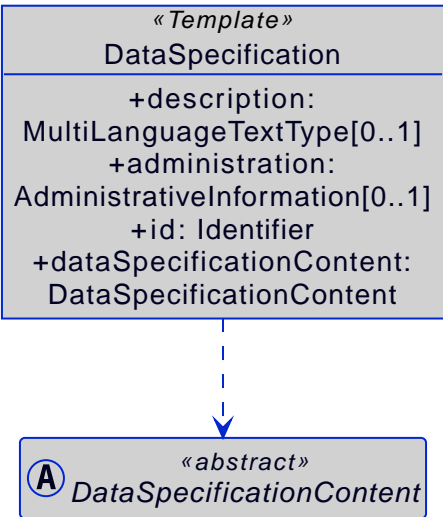 «Template»
DataSpecification
+description:
MultiLanguageTextType[0..1]
+administration:
AdministrativeInformation[0..1]
+id: Identifier
+dataSpecificationContent:
DataSpecificationContent
«abstract»
A
DataSpecificationContent